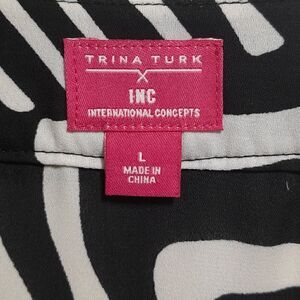 TRINA TURK
X
INC
INTERNATIONAL CONCEPTS
L
MADE IN
CHINA